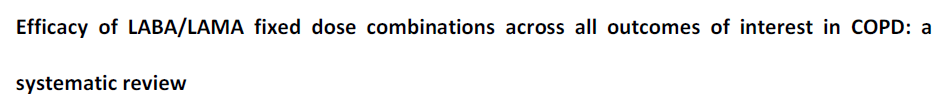 Efficacy of LABA/LAMA fixed dose combinations across all outcomes of interest in COPD: a
systematic review